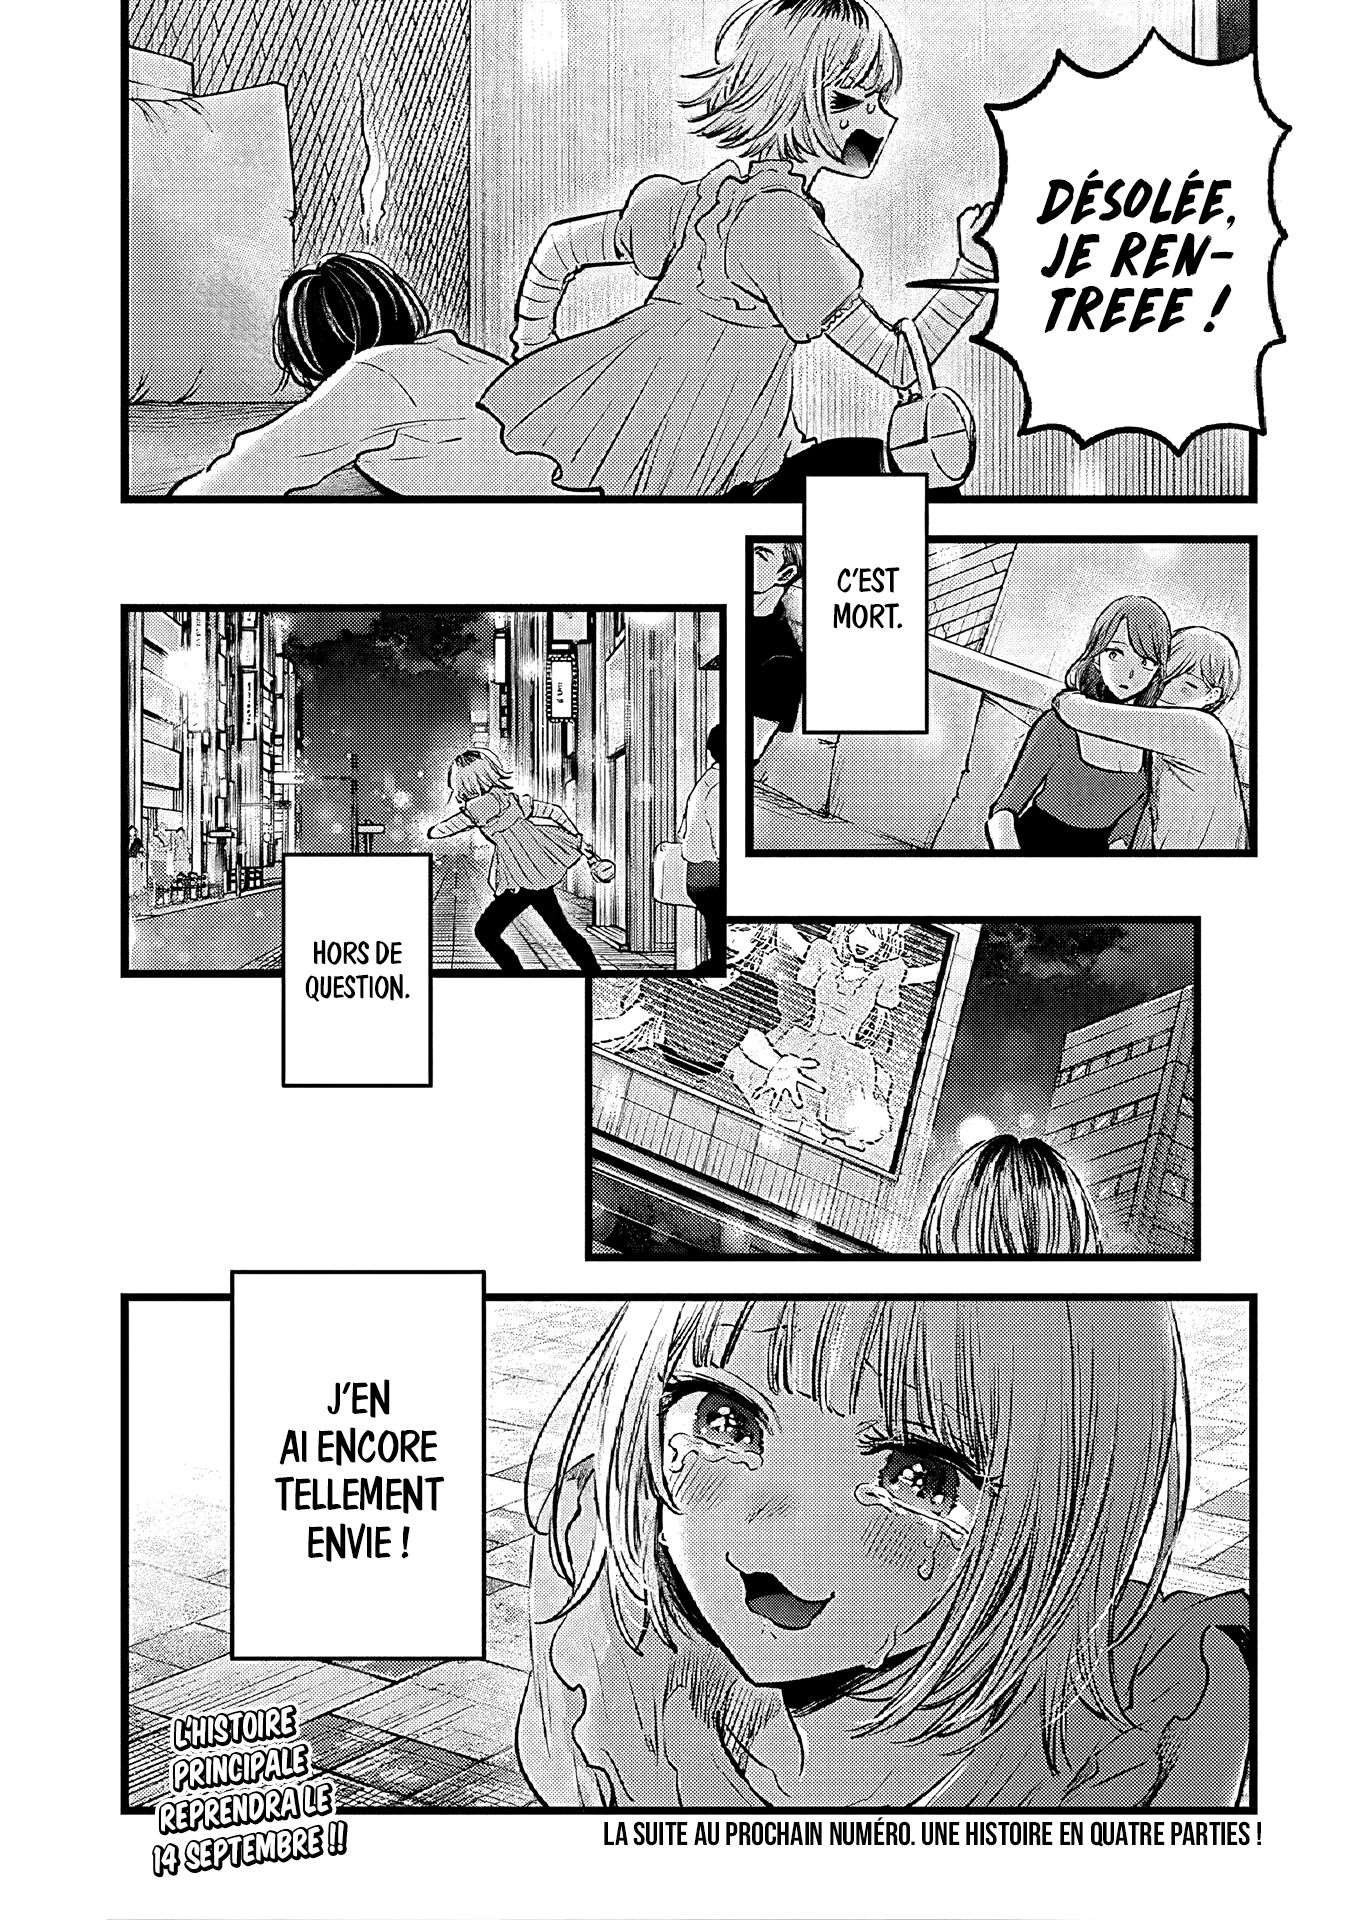 DÉSOLÉE,
JE REN-
TREEE !
C'EST
MORT.
HORS DE
QUESTION.
J'EN
AI ENCORE
TELLEMENT
ENVIE !
L'HISTOIRE
PRINCIPALE
REPRENDRA LE
14 SEPTEMBRE !!
LA SUITE AU PROCHAIN NUMÉRO. UNE HISTOIRE EN QUATRE PARTIES !